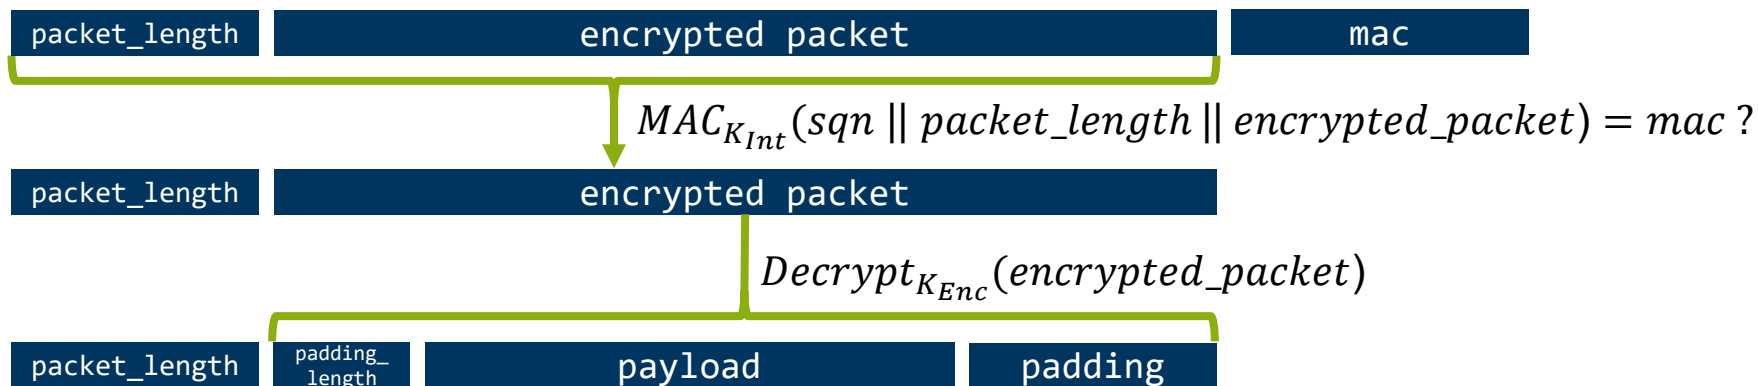 packet_length encrypted packet mac
MAC_{K_{Int}}(sqn || packet_length || encrypted_packet) = mac ?
packet_length encrypted packet
Decrypt_{K_{Enc}}(encrypted_packet)
packet_length padding_ length payload padding